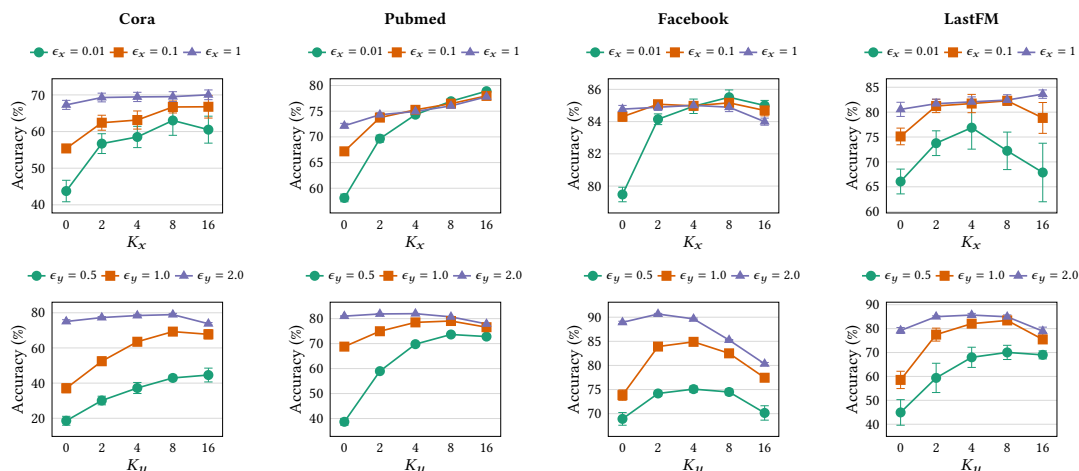 Cora
Pubmed
Facebook
LastFM
ϵx = 0.01 ϵx = 0.1 ϵx = 1
ϵx = 0.01 ϵx = 0.1 ϵx = 1
ϵx = 0.01 ϵx = 0.1 ϵx = 1
ϵx = 0.01 ϵx = 0.1 ϵx = 1
Accuracy (%)
70
60
50
40
0 2 4 8 16
Kx
Accuracy (%)
80
75
70
65
60
0 2 4 8 16
Kx
Accuracy (%)
86
84
82
80
0 2 4 8 16
Kx
Accuracy (%)
85
80
75
70
65
60
0 2 4 8 16
Kx
ϵy = 0.5 ϵy = 1.0 ϵy = 2.0
ϵy = 0.5 ϵy = 1.0 ϵy = 2.0
ϵy = 0.5 ϵy = 1.0 ϵy = 2.0
ϵy = 0.5 ϵy = 1.0 ϵy = 2.0
Accuracy (%)
80
60
40
20
0 2 4 8 16
Ky
Accuracy (%)
80
70
60
50
40
0 2 4 8 16
Ky
Accuracy (%)
90
85
80
75
70
0 2 4 8 16
Ky
Accuracy (%)
90
80
70
60
50
40
0 2 4 8 16
Ky